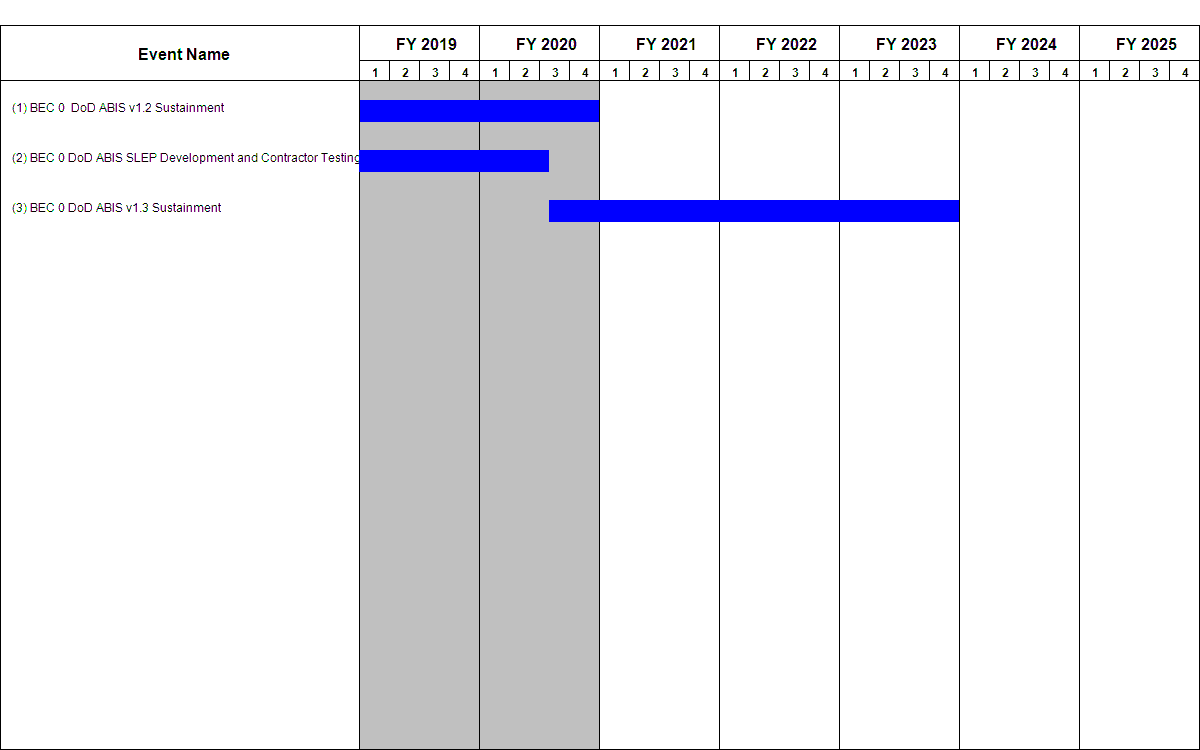 Event Name
FY 2019 FY 2020 FY 2021 FY 2022 FY 2023 FY 2024 FY 2025
1 2 3 4 1 2 3 4 1 2 3 4 1 2 3 4 1 2 3 4 1 2 3 4 1 2 3 4
(1) BEC 0 DoD ABIS v1.2 Sustainment
(2) BEC 0 DoD ABIS SLEP Development and Contractor Testing
(3) BEC 0 DoD ABIS v1.3 Sustainment